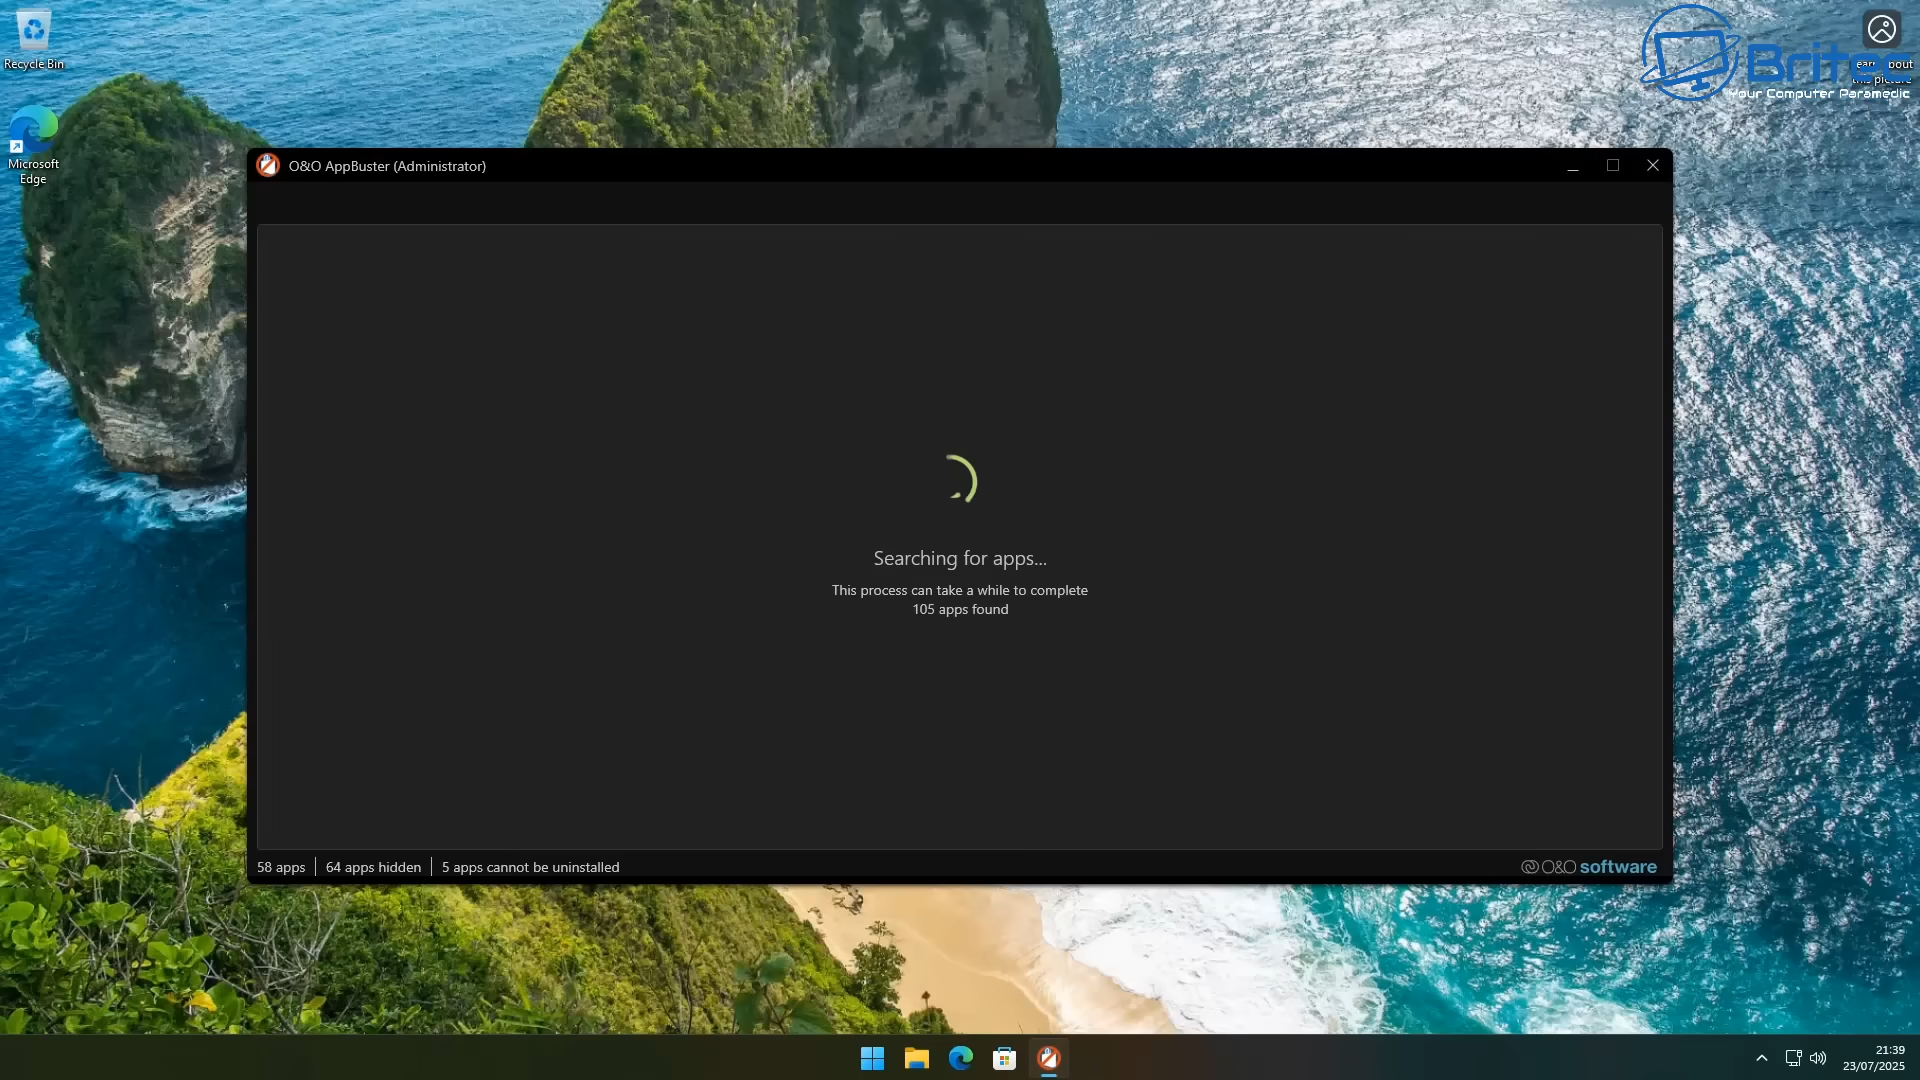 Recycle Bin
Microsoft
Edge
Britec
Your Computer Paramedic
O&O AppBuster (Administrator)
Searching for apps...
This process can take a while to complete
105 apps found
58 apps
64 apps hidden
5 apps cannot be uninstalled
O&O software
21:39
23/07/2025